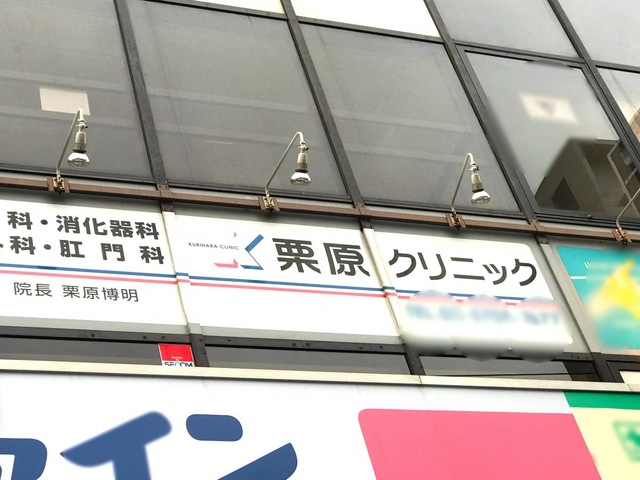 科・消化器科
科・肛門科
院長 栗原博明
KURIHARA CLINIC
栗原クリニック
SECOM
イン